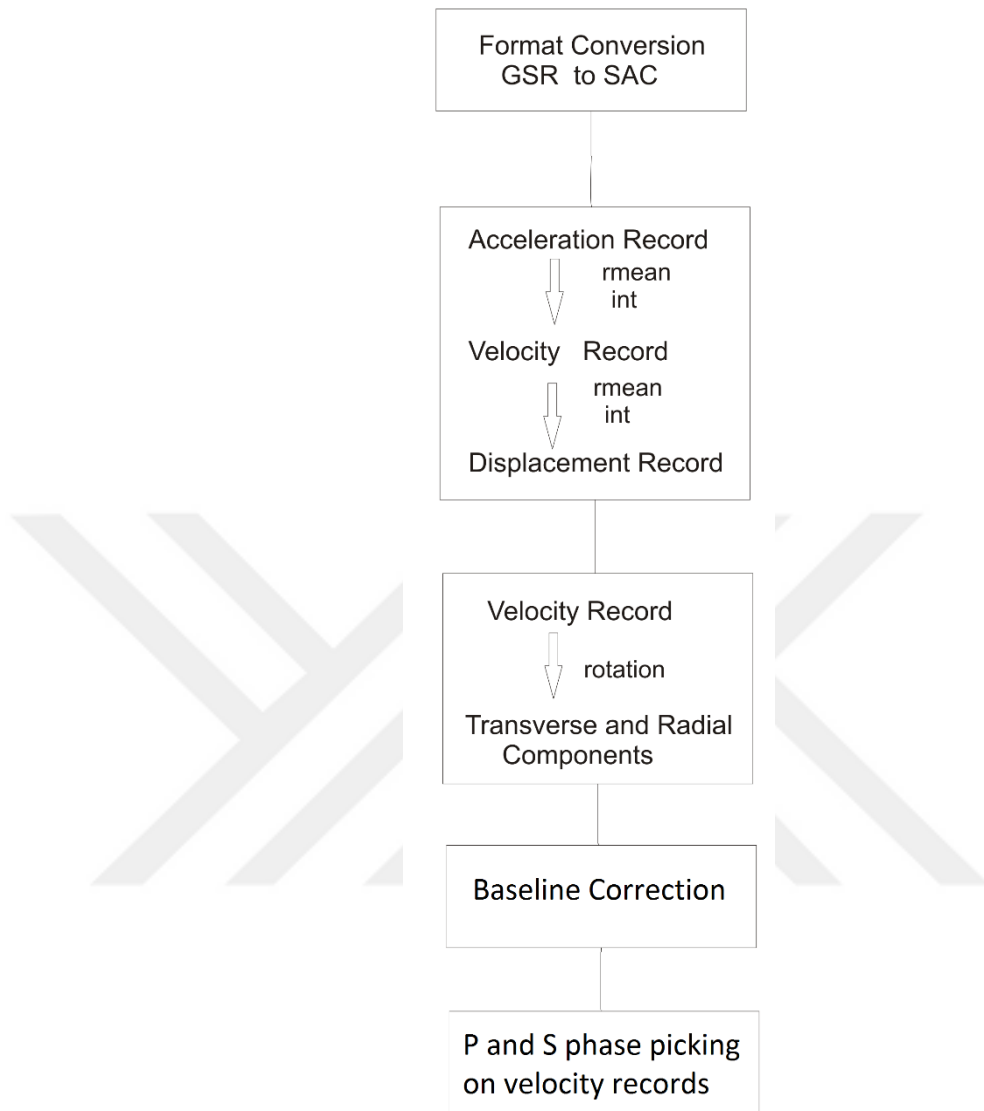 Format Conversion
GSR to SAC
Acceleration Record
rmean
int
Velocity Record
rmean
int
Displacement Record
Velocity Record
rotation
Transverse and Radial
Components
Baseline Correction
P and S phase picking
on velocity records